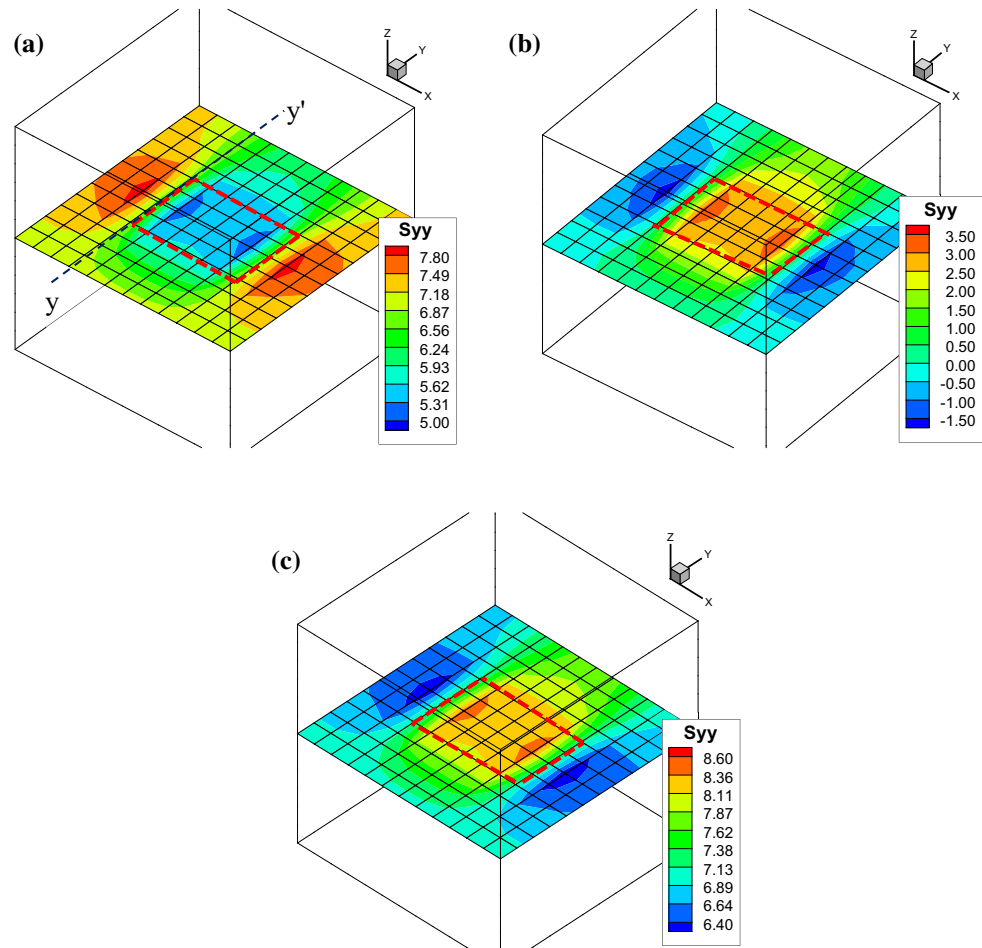 (a)
Z
Y
X
y'
y
Syy
7.80
7.49
7.18
6.87
6.56
6.24
5.93
5.62
5.31
5.00
(b)
Z
Y
X
Syy
3.50
3.00
2.50
2.00
1.50
1.00
0.50
0.00
-0.50
-1.00
-1.50
(c)
Z
Y
X
Syy
8.60
8.36
8.11
7.87
7.62
7.38
7.13
6.89
6.64
6.40